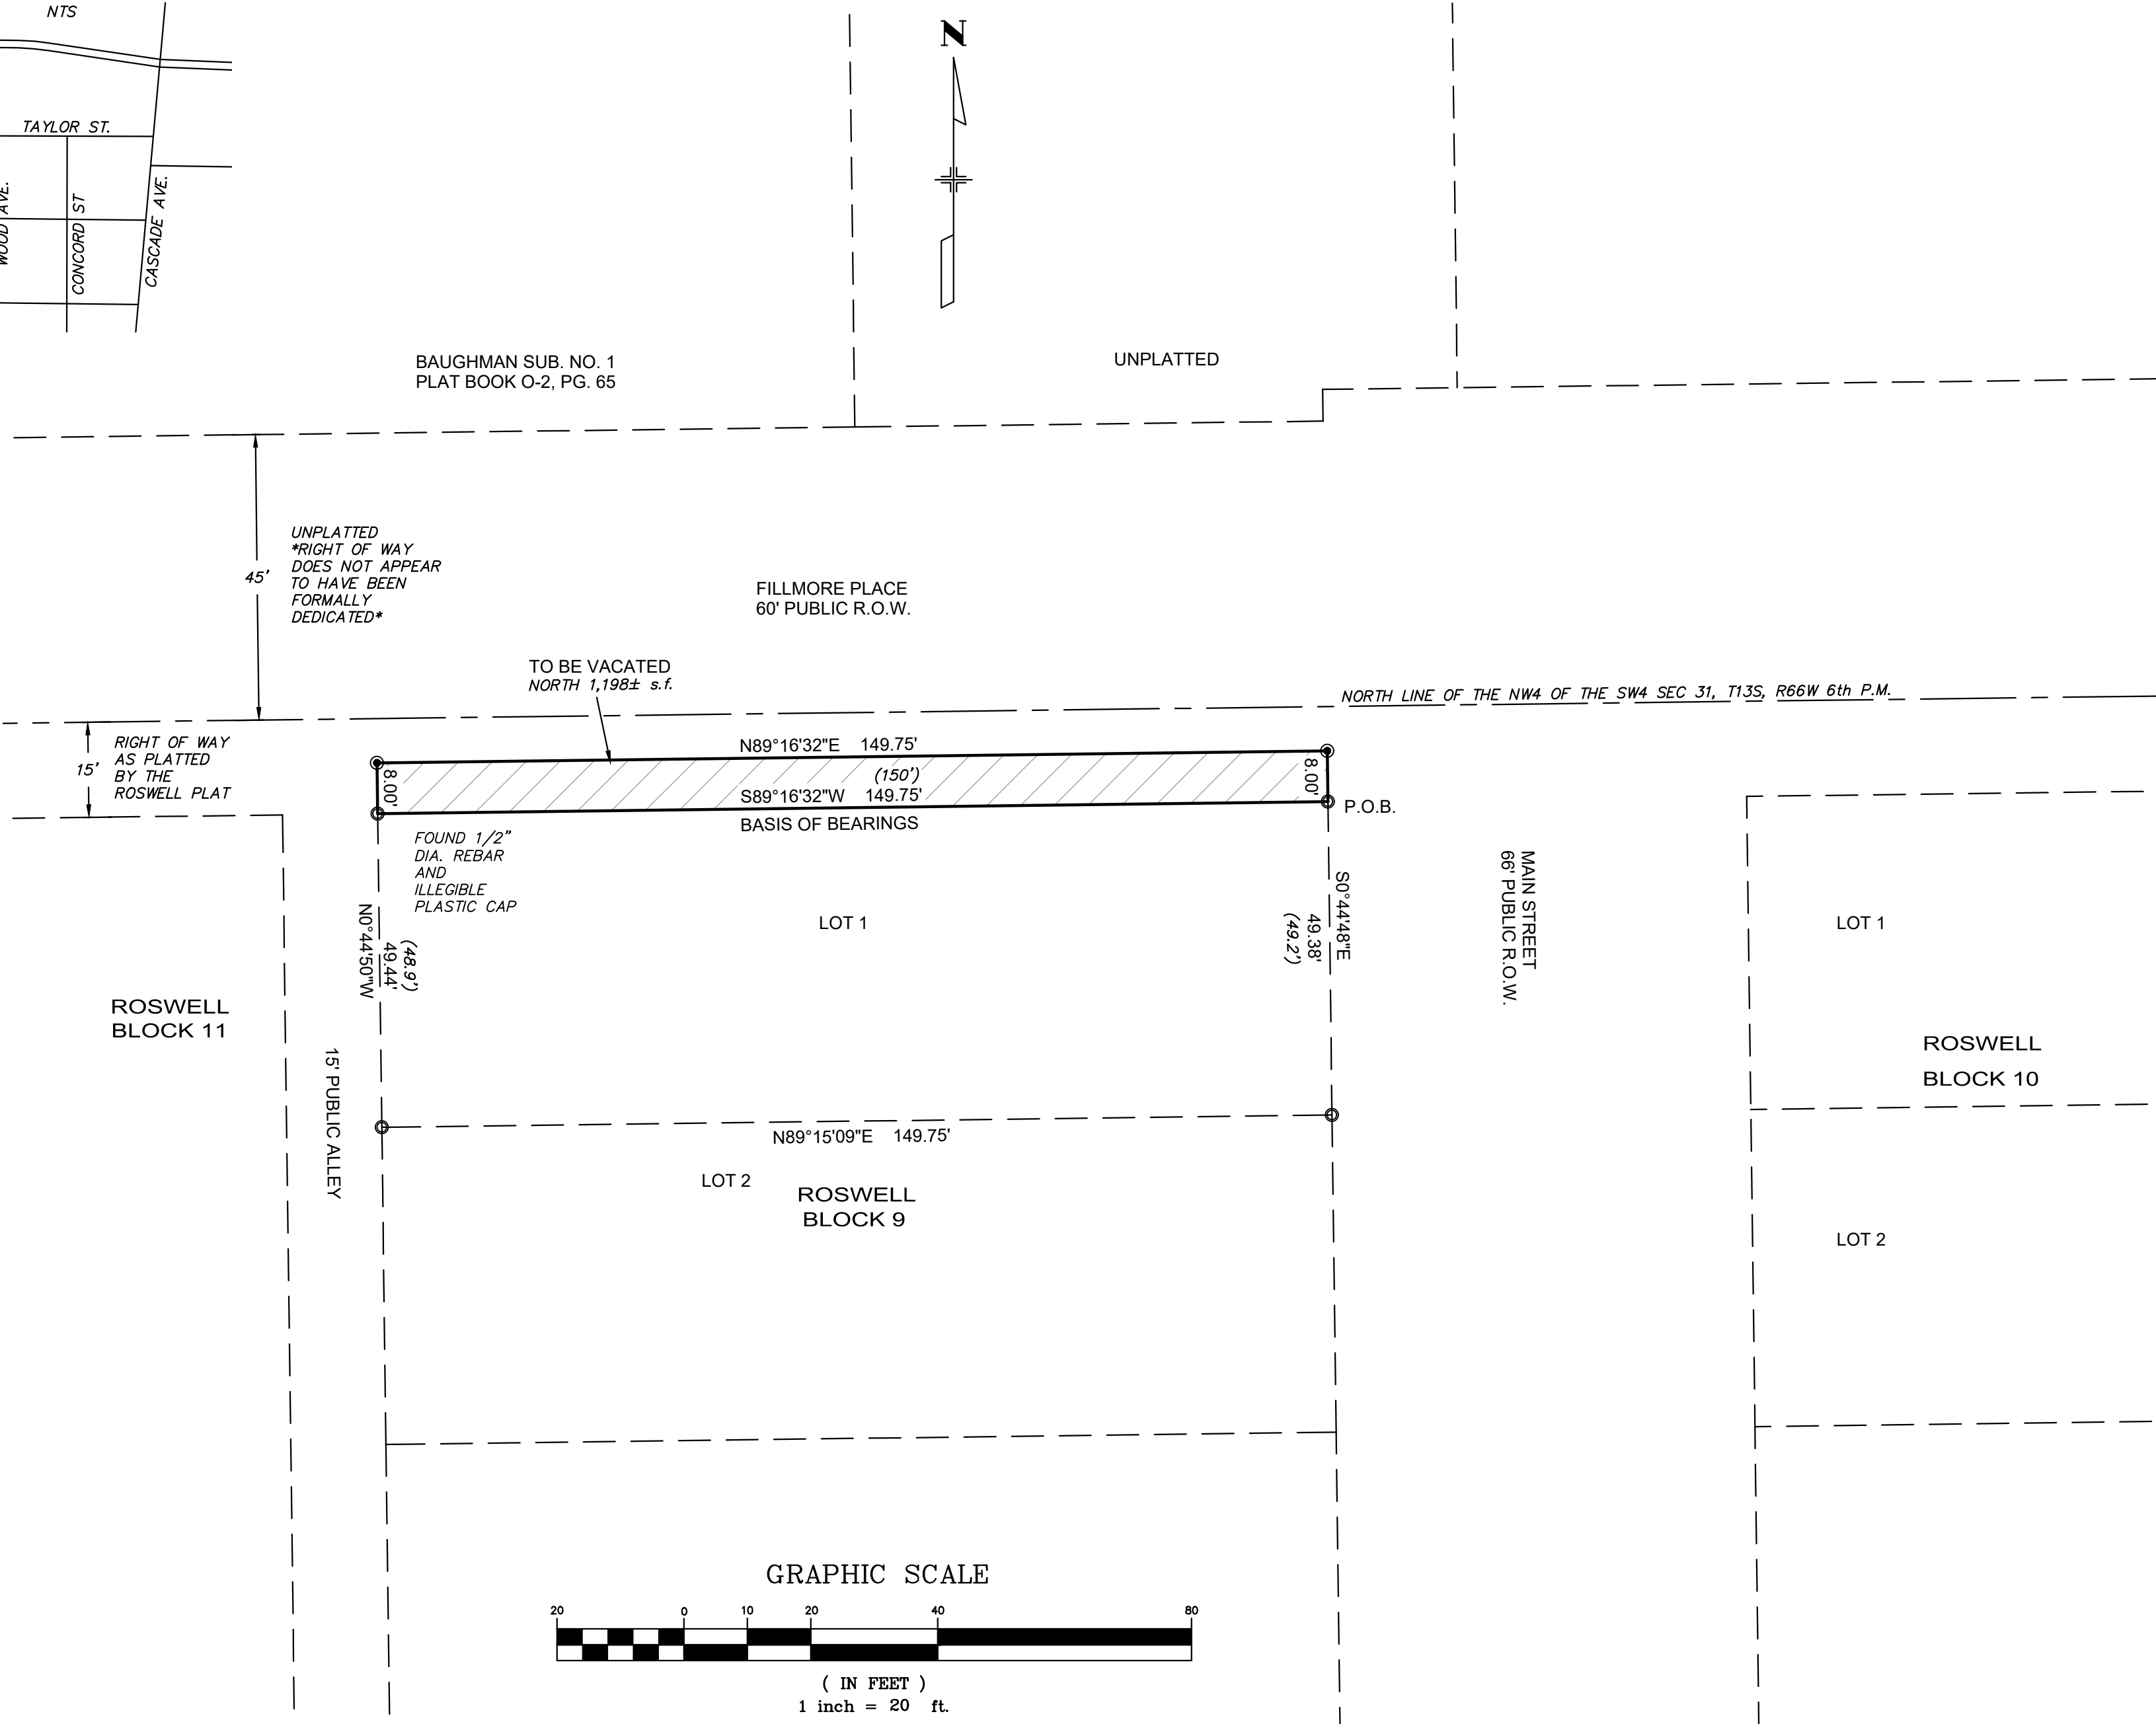 NTS
TAYLOR ST.
WOOD AVE.
CONCORD ST
CASCADE AVE.
N
BAUGHMAN SUB. NO. 1
PLAT BOOK O-2, PG. 65
UNPLATTED
45'
UNPLATTED
*RIGHT OF WAY
DOES NOT APPEAR
TO HAVE BEEN
FORMALLY
DEDICATED*
FILLMORE PLACE
60' PUBLIC R.O.W.
TO BE VACATED
NORTH 1,198± s.f.
NORTH LINE OF THE NW4 OF THE SW4 SEC 31, T13S, R66W 6th P.M.
15'
RIGHT OF WAY
AS PLATTED
BY THE
ROSWELL PLAT
N89°16'32"E 149.75'
(150')
S89°16'32"W 149.75'
BASIS OF BEARINGS
8.00'
8.00'
P.O.B.
FOUND 1/2"
DIA. REBAR
AND
ILLEGIBLE
PLASTIC CAP
LOT 1
N0°44'50"W
49.44'
(48.9')
S0°44'48"E
49.38'
(49.2')
MAIN STREET
66' PUBLIC R.O.W.
LOT 1
ROSWELL
BLOCK 11
15' PUBLIC ALLEY
ROSWELL
BLOCK 10
N89°15'09"E 149.75'
LOT 2
ROSWELL
BLOCK 9
LOT 2
GRAPHIC SCALE
20 0 10 20 40 80
( IN FEET )
1 inch = 20 ft.